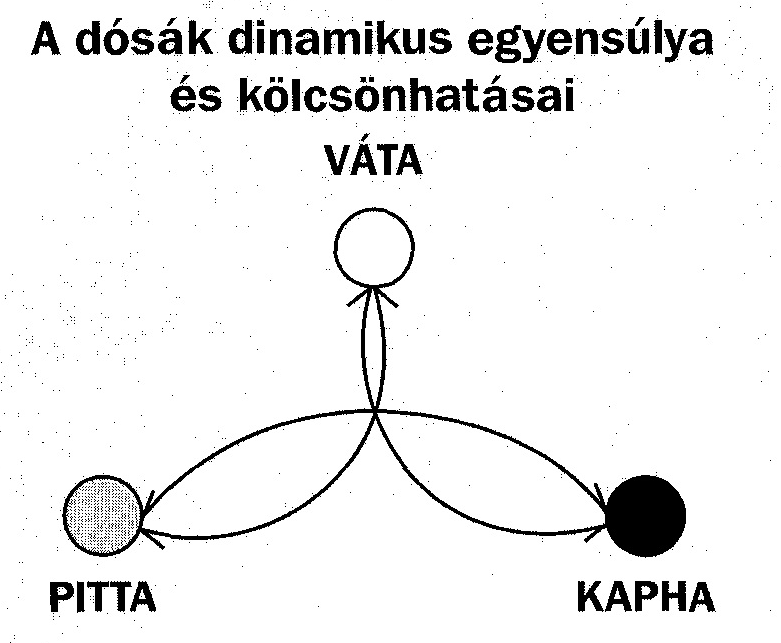 A dósák dinamikus egyensúlya
és kölcsönhatásai
VÁTA
PITTA
KAPHA